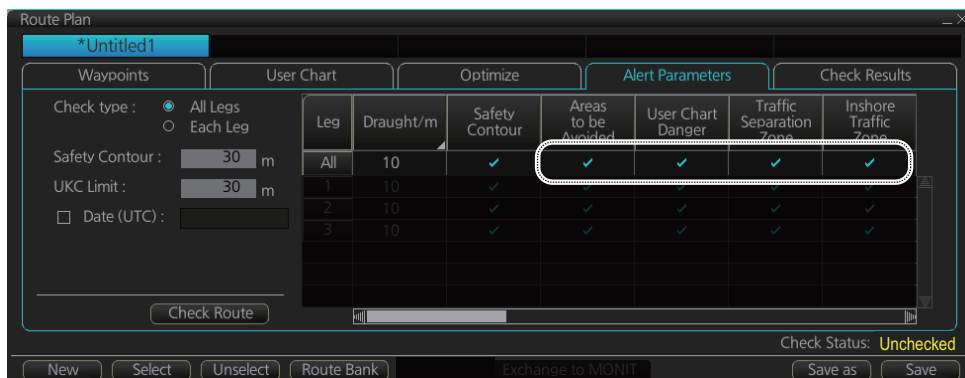 Route Plan
*Untitled1
Waypoints User Chart Optimize Alert Parameters Check Results
Check type : All Legs
Each Leg
Safety Contour : 30 m
UKC Limit : 30 m
Date (UTC) :
Check Route
Leg Draught/m Safety Contour Areas to be Avoided User Chart Danger Traffic Separation Zone Inshore Traffic Zone
All 10 ✓ ✓ ✓ ✓ ✓
1 10 ✓ ✓ ✓ ✓ ✓
2 10 ✓ ✓ ✓ ✓ ✓
3 10 ✓ ✓ ✓ ✓ ✓
Check Status: Unchecked
New Select Unselect Route Bank Exchange to MONIT Save as Save